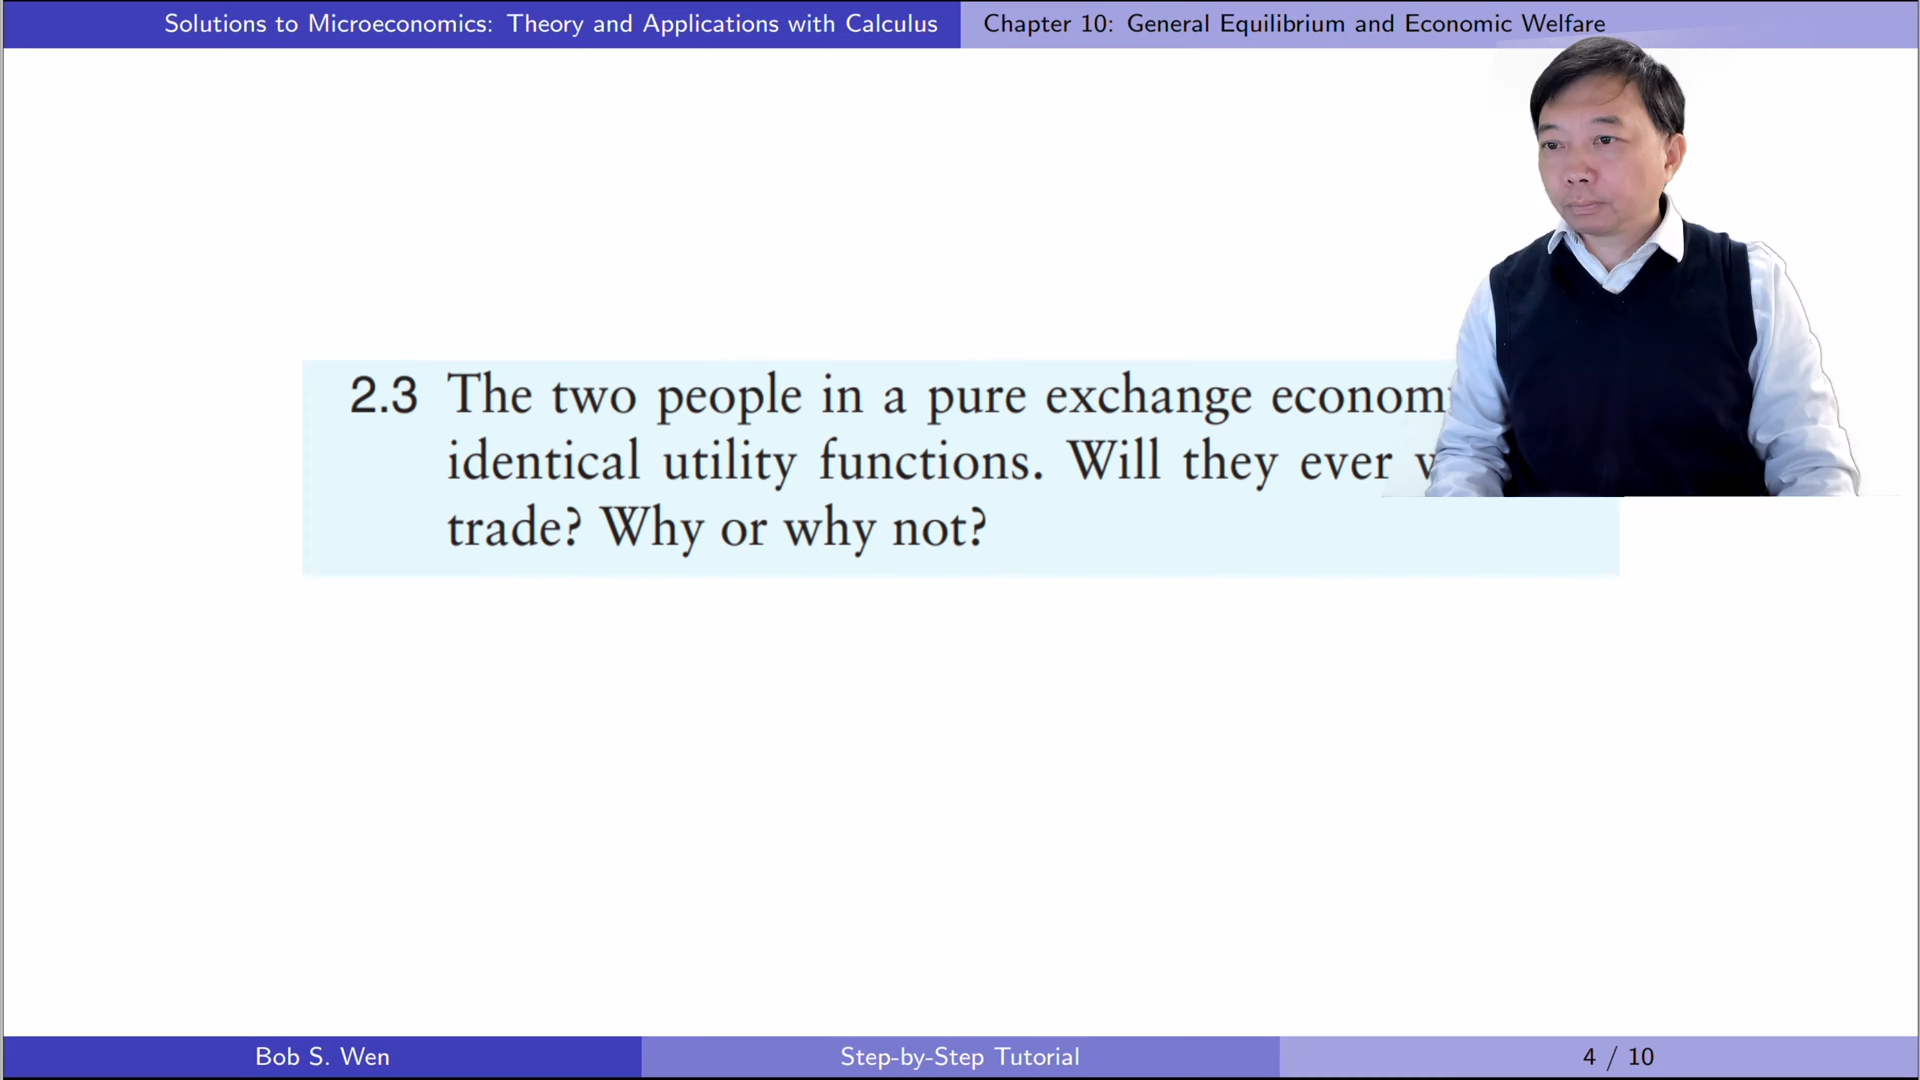 Solutions to Microeconomics: Theory and Applications with Calculus
Chapter 10: General Equilibrium and Economic Welfare
2.3 The two people in a pure exchange
identical utility functions. Will they ever
trade? Why or why not?
Bob S. Wen
Step-by-Step Tutorial
4 / 10